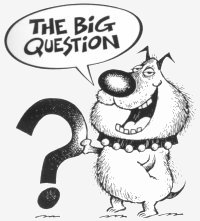 THE BIG
QUESTION
?